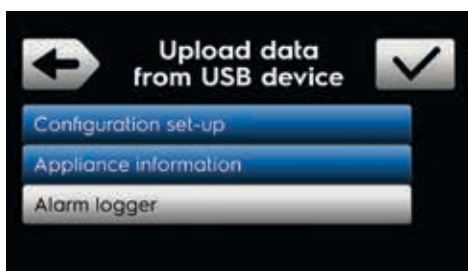 Upload data
from USB device
Configuration set-up
Appliance information
Alarm logger